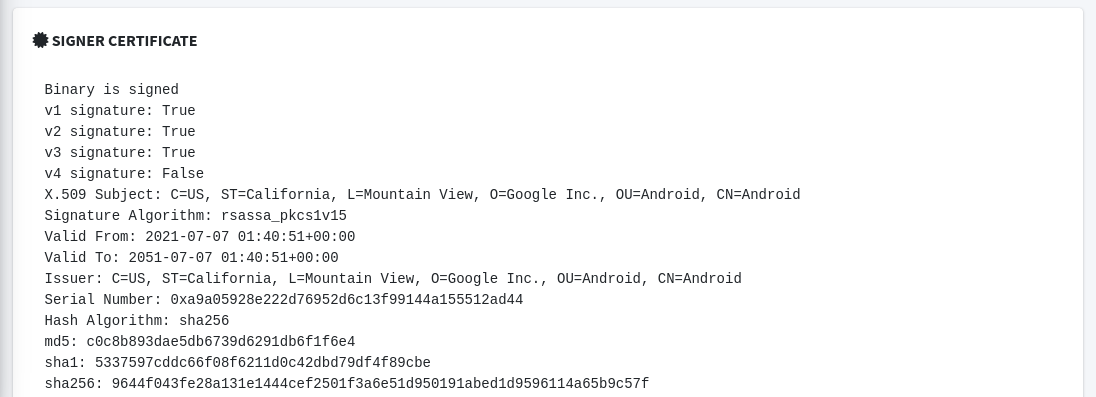 SIGNER CERTIFICATE
Binary is signed
v1 signature: True
v2 signature: True
v3 signature: True
v4 signature: False
X.509 Subject: C=US, ST=California, L=Mountain View, O=Google Inc., OU=Android, CN=Android
Signature Algorithm: rsassa_pkcs1v15
Valid From: 2021-07-07 01:40:51+00:00
Valid To: 2051-07-07 01:40:51+00:00
Issuer: C=US, ST=California, L=Mountain View, O=Google Inc., OU=Android, CN=Android
Serial Number: 0xa9a05928e222d76952d6c13f99144a155512ad44
Hash Algorithm: sha256
md5: c0c8b893dae5db6739d6291db6f1f6e4
sha1: 5337597cddc66f08f6211d0c42dbd79df4f89cbe
sha256: 9644f043fe28a131e1444cef2501f3a6e51d950191abed1d9596114a65b9c57f